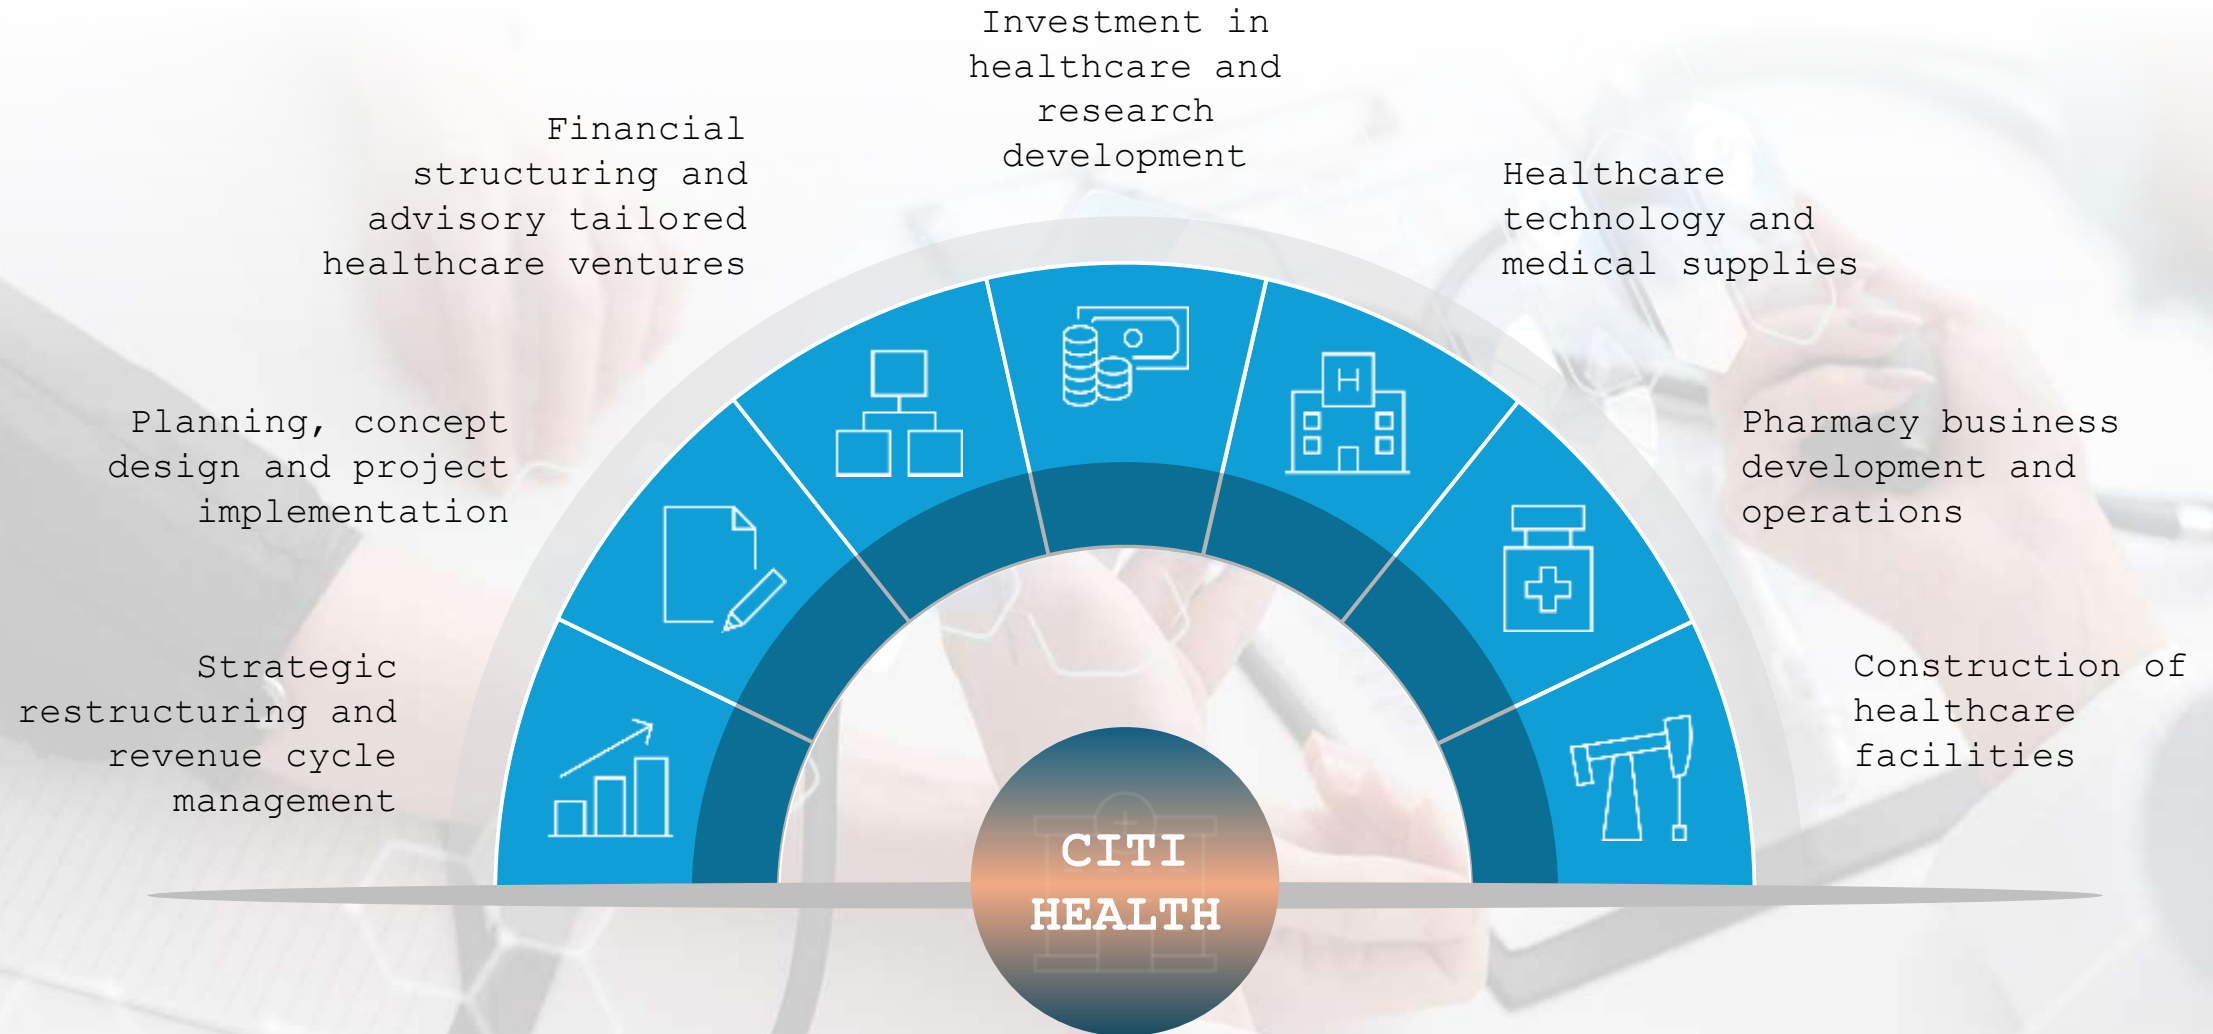 Investment in
healthcare and
research
development
Financial
structuring and
advisory tailored
healthcare ventures
Healthcare
technology and
medical supplies
Planning, concept
design and project
implementation
Pharmacy business
development and
operations
Strategic
restructuring and
revenue cycle
management
Construction of
healthcare
facilities
H
CITI
HEALTH